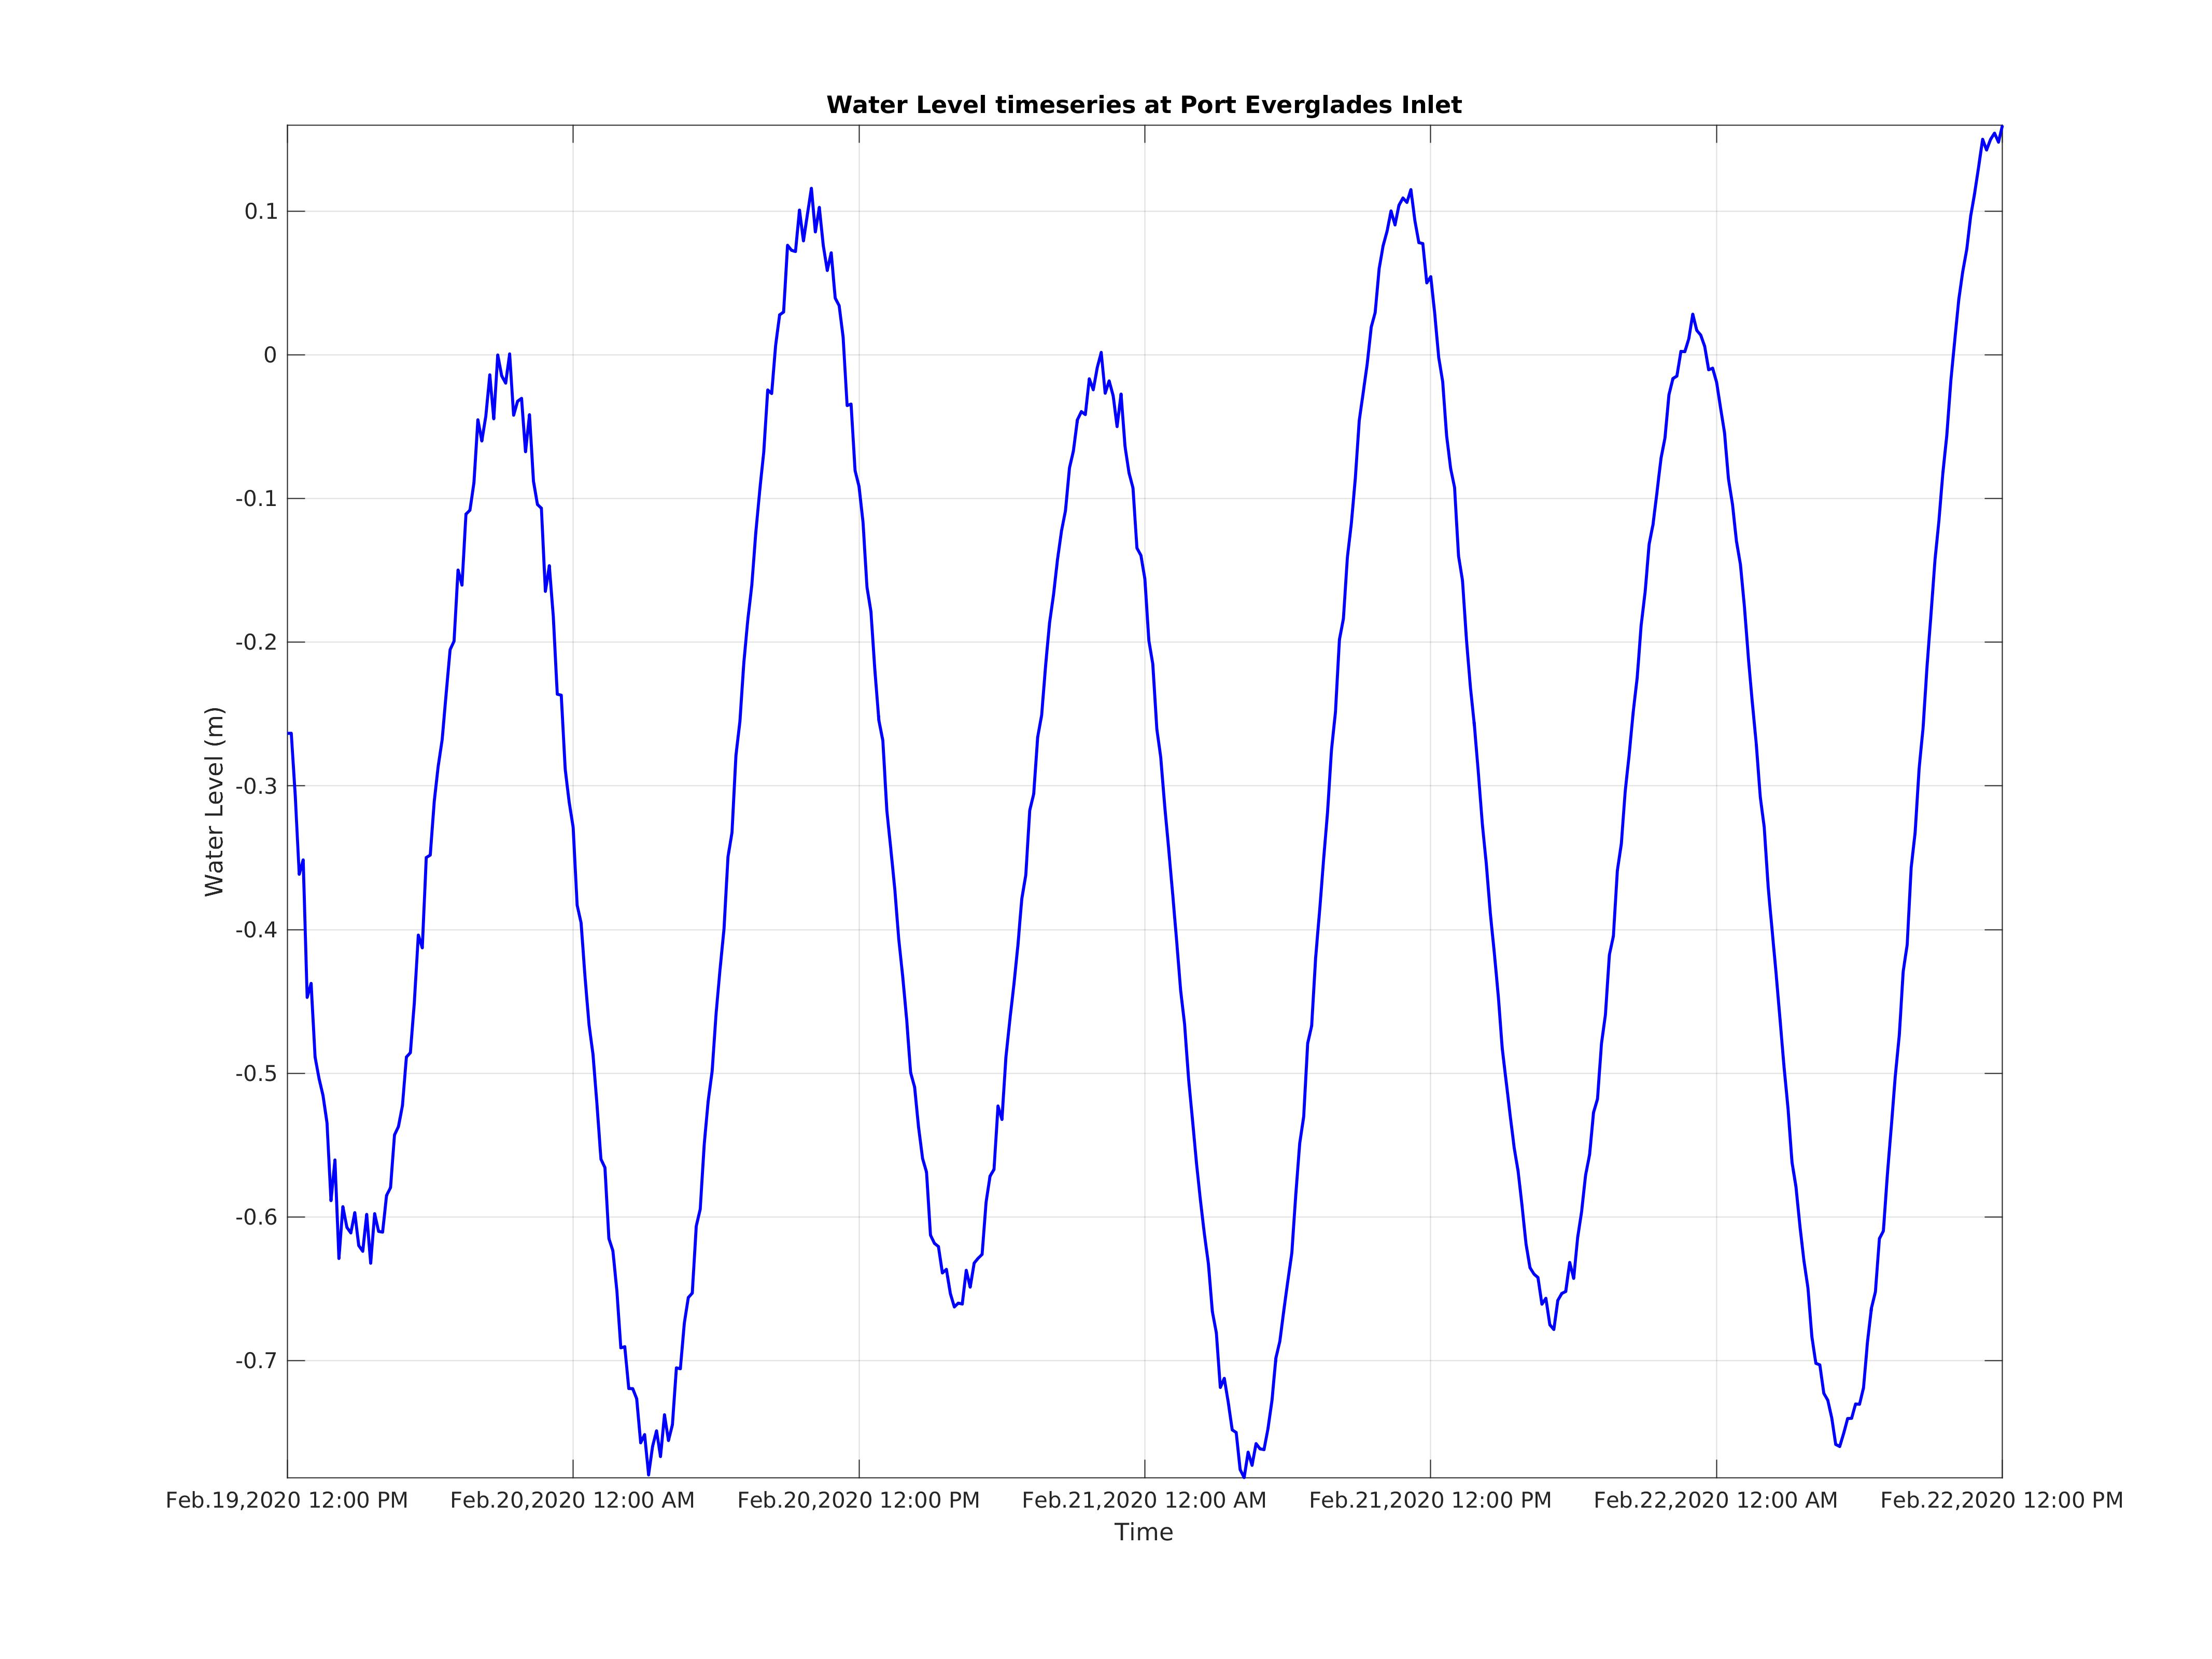 Water Level timeseries at Port Everglades Inlet
0.1
0
-0.1
-0.2
-0.3
-0.4
-0.5
-0.6
-0.7
Water Level (m)
Feb.19,2020 12:00 PM Feb.20,2020 12:00 AM Feb.20,2020 12:00 PM Feb.21,2020 12:00 AM Feb.21,2020 12:00 PM Feb.22,2020 12:00 AM Feb.22,2020 12:00 PM
Time